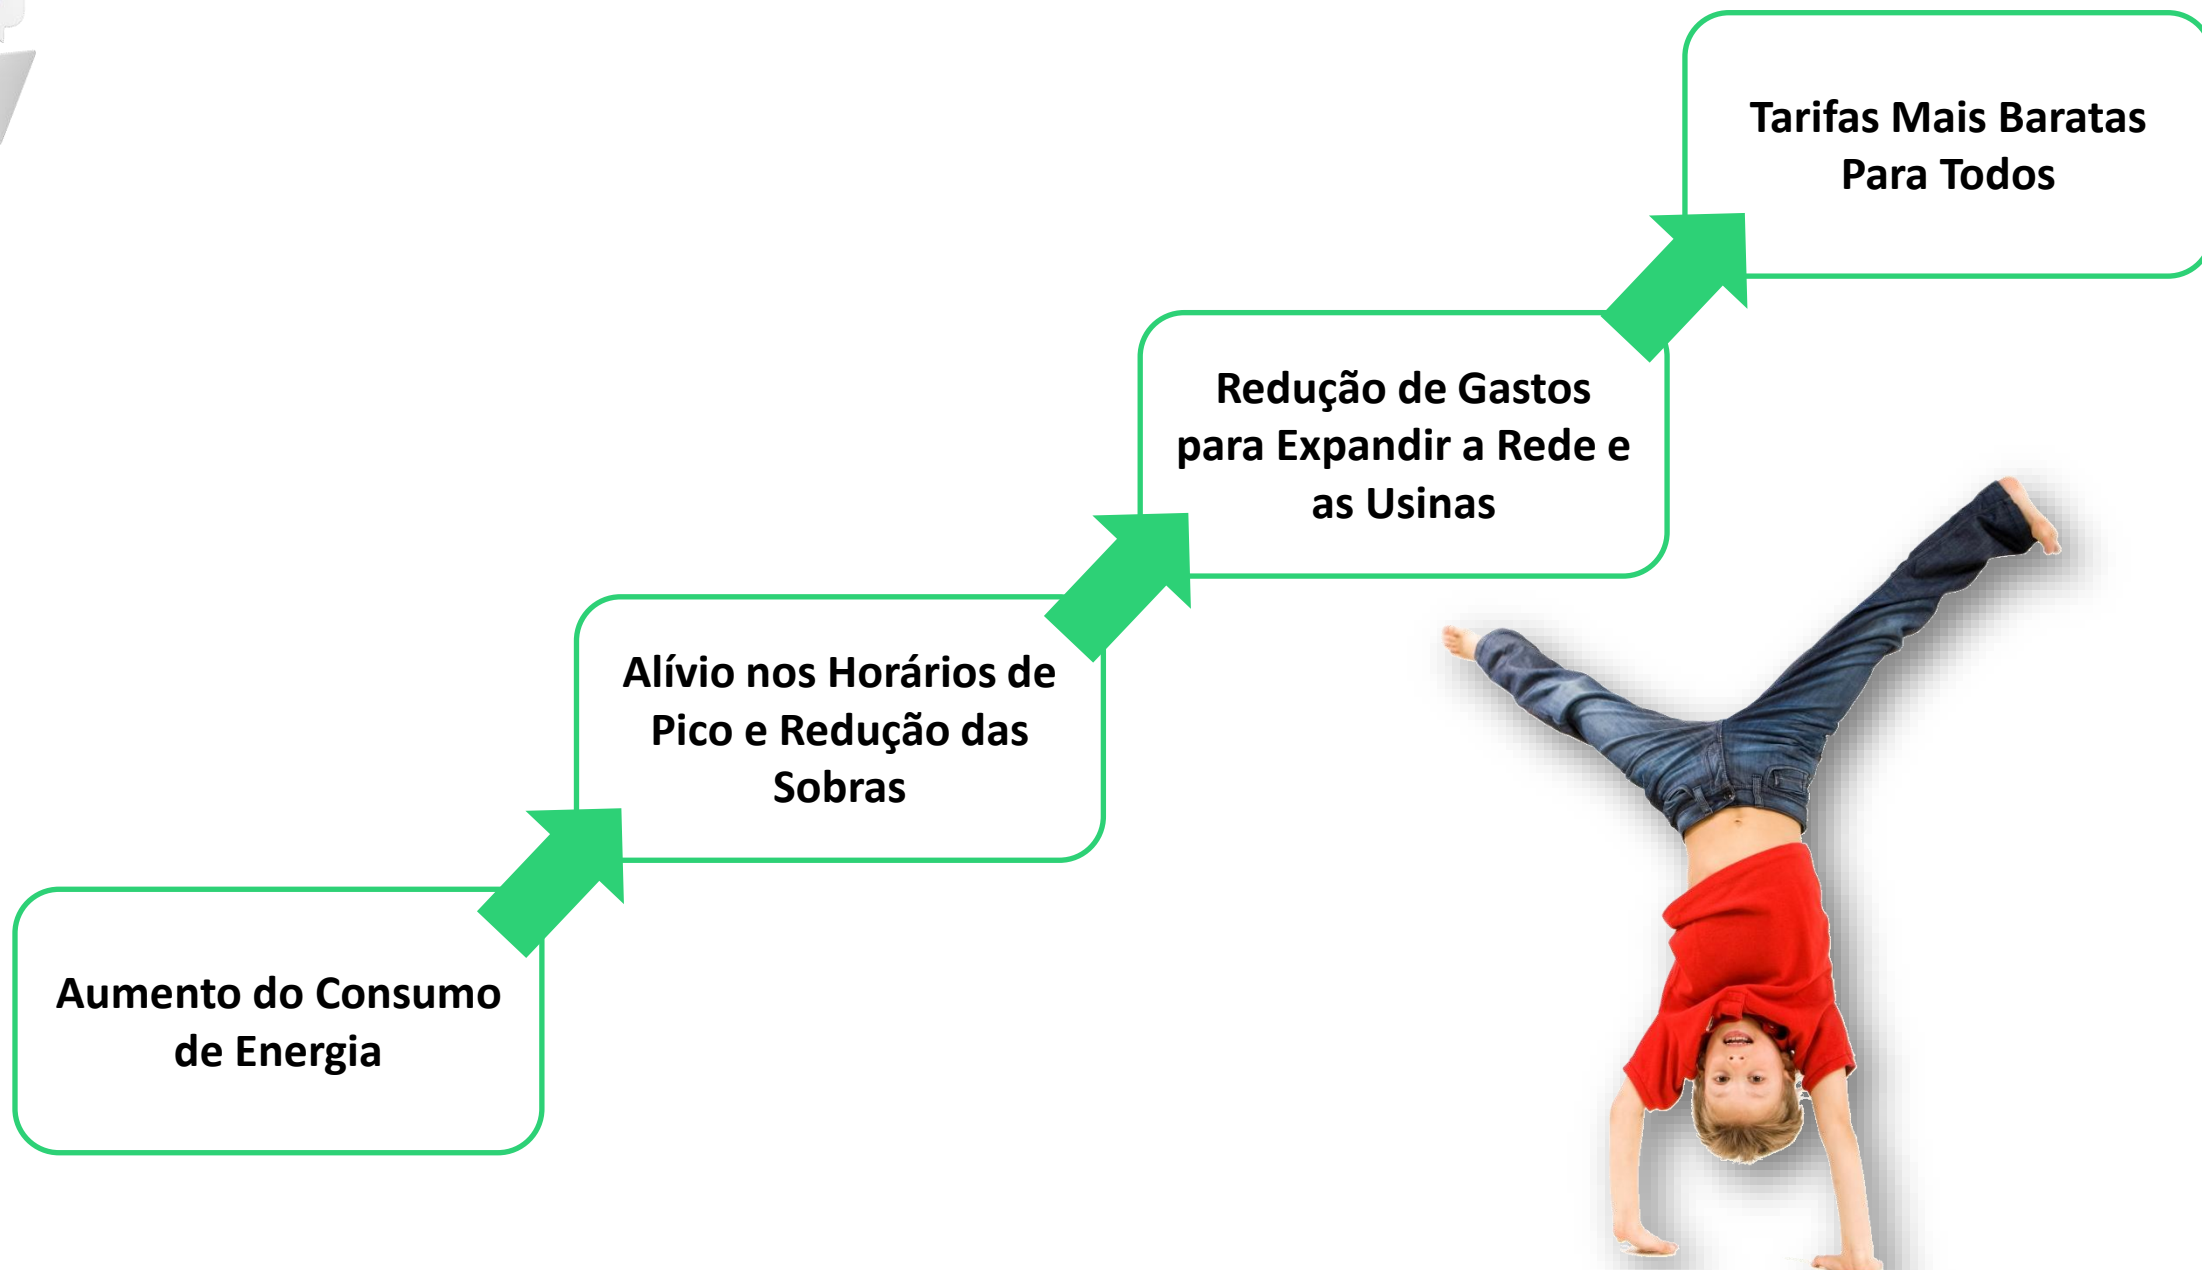 Tarifas Mais Baratas
Para Todos
Redução de Gastos
para Expandir a Rede e
as Usinas
Alívio nos Horários de
Pico e Redução das
Sobras
Aumento do Consumo
de Energia